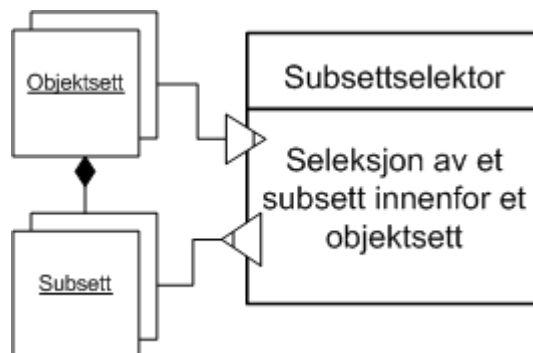 Objektsett
Subsettselektor
Seleksjon av et
subsett innenfor et
objektsett
Subsett